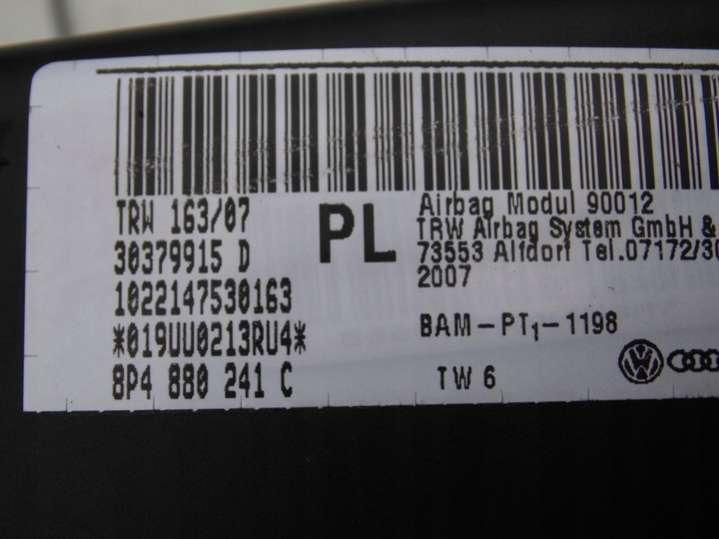 TRW 163/07
30379915 D
1022147530163
*019UU0213RU4*
8P4 880 241 C
PL
Airbag Modul 90012
TRW Airbag System GmbH &
73553 Alfdorf Tel.07172/30
2007
BAM-PT1-1198
TW 6